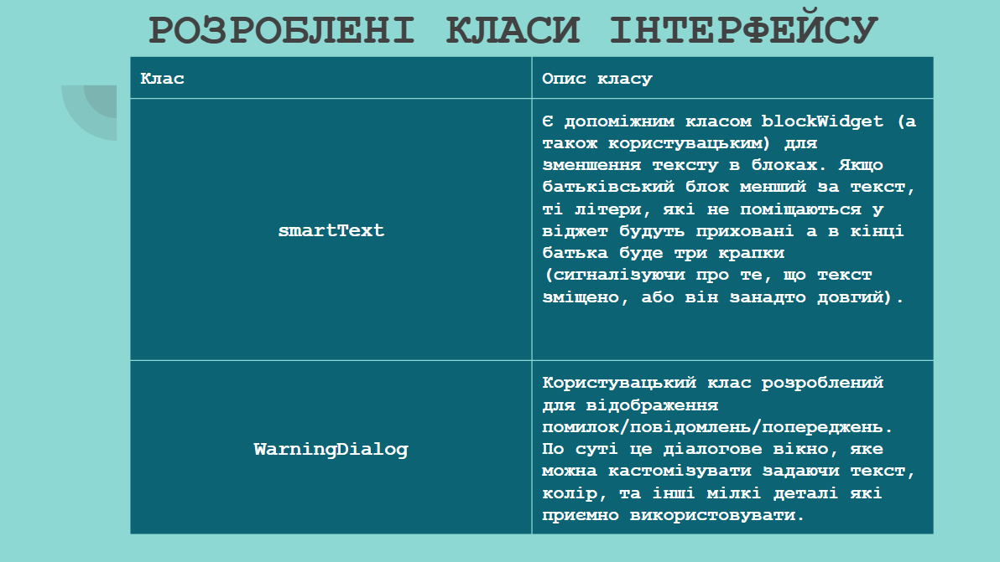 РОЗРОБЛЕНІ КЛАСИ ІНТЕРФЕЙСУ
Клас
Опис класу
smartText
Є допоміжним класом blockWidget (а
також користувацьким) для
зменшення тексту в блоках. Якщо
батьківський блок менший за текст,
ті літери, які не поміщаються у
віджет будуть приховані а в кінці
батька буде три крапки
(сигналізуючи про те, що текст
зміщено, або він занадто довгий).
WarningDialog
Користувацький клас розроблений
для відображення
помилок/повідомлень/попереджень.
По суті це діалогове вікно, яке
можна кастомізувати задаючи текст,
колір, та інші мілкі деталі які
приємно використовувати.